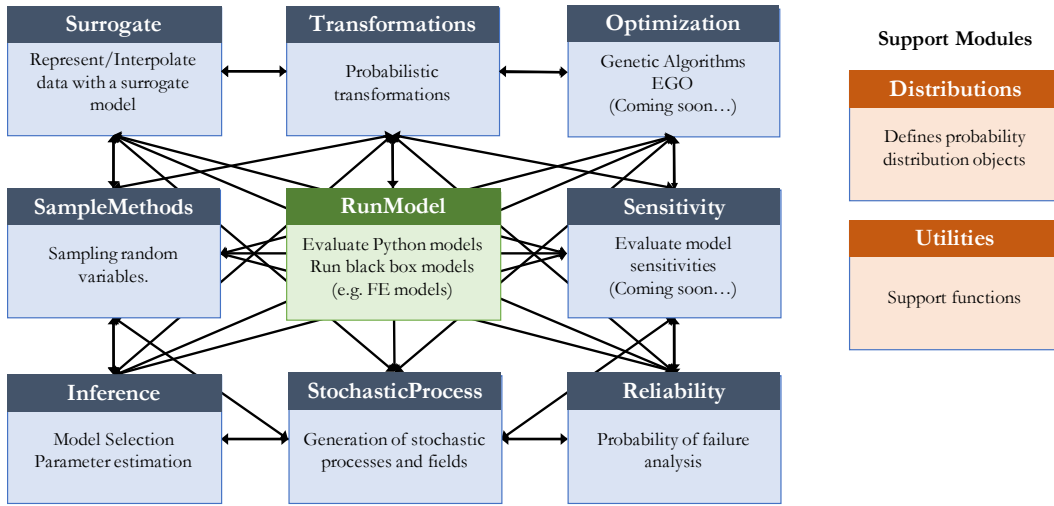 Surrogate
Represent/Interpolate
data with a surrogate
model
Transformations
Probabilistic
transformations
Optimization
Genetic Algorithms
EGO
(Coming soon…)
SampleMethods
Sampling random
variables.
RunModel
Evaluate Python models
Run black box models
(e.g. FE models)
Sensitivity
Evaluate model
sensitivities
(Coming soon…)
Inference
Model Selection
Parameter estimation
StochasticProcess
Generation of stochastic
processes and fields
Reliability
Probability of failure
analysis
Support Modules
Distributions
Defines probability
distribution objects
Utilities
Support functions